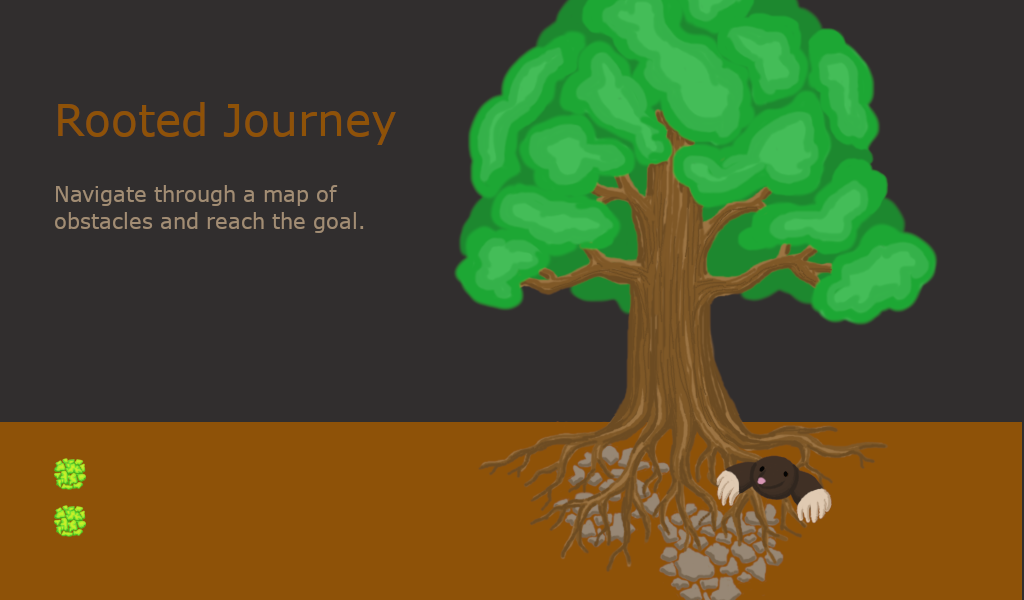 Rooted Journey
Navigate through a map of
obstacles and reach the goal.